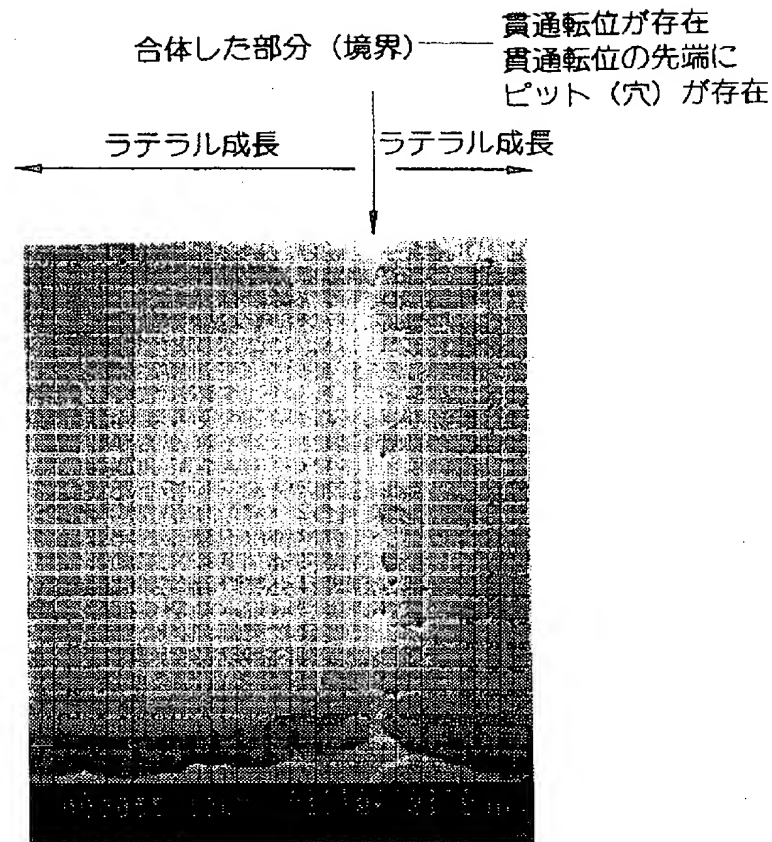 合体した部分（境界）
貫通転位が存在
貫通転位の先端に
ピット（穴）が存在
ラテラル成長
ラテラル成長